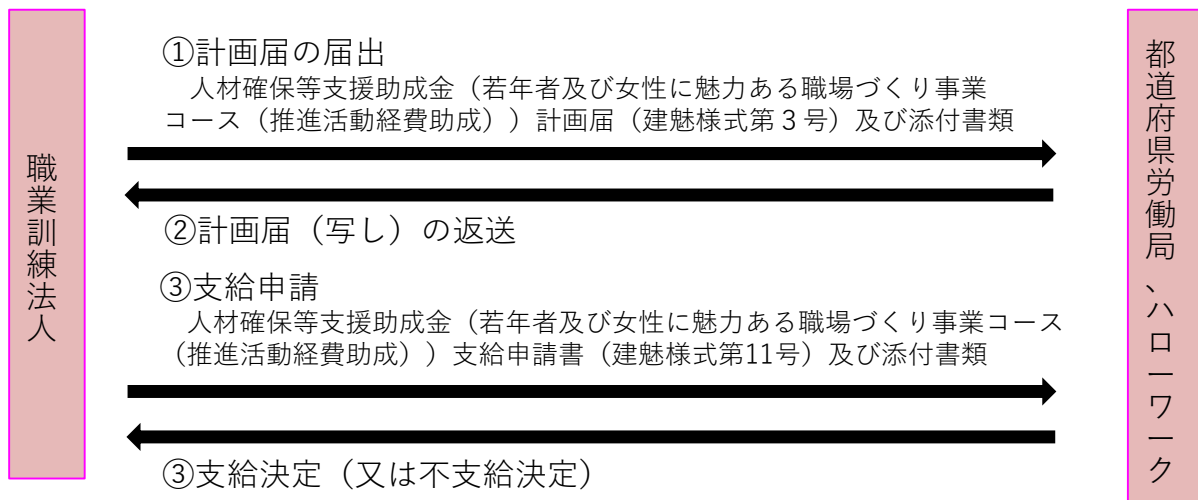 職業訓練法人
①計画届の届出
人材確保等支援助成金（若年者及び女性に魅力ある職場づくり事業
コース（推進活動経費助成））計画届（建魅様式第３号）及び添付書類
②計画届（写し）の返送
③支給申請
人材確保等支援助成金（若年者及び女性に魅力ある職場づくり事業コース
（推進活動経費助成））支給申請書（建魅様式第11号）及び添付書類
③支給決定（又は不支給決定）
都道府県労働局、ハローワーク